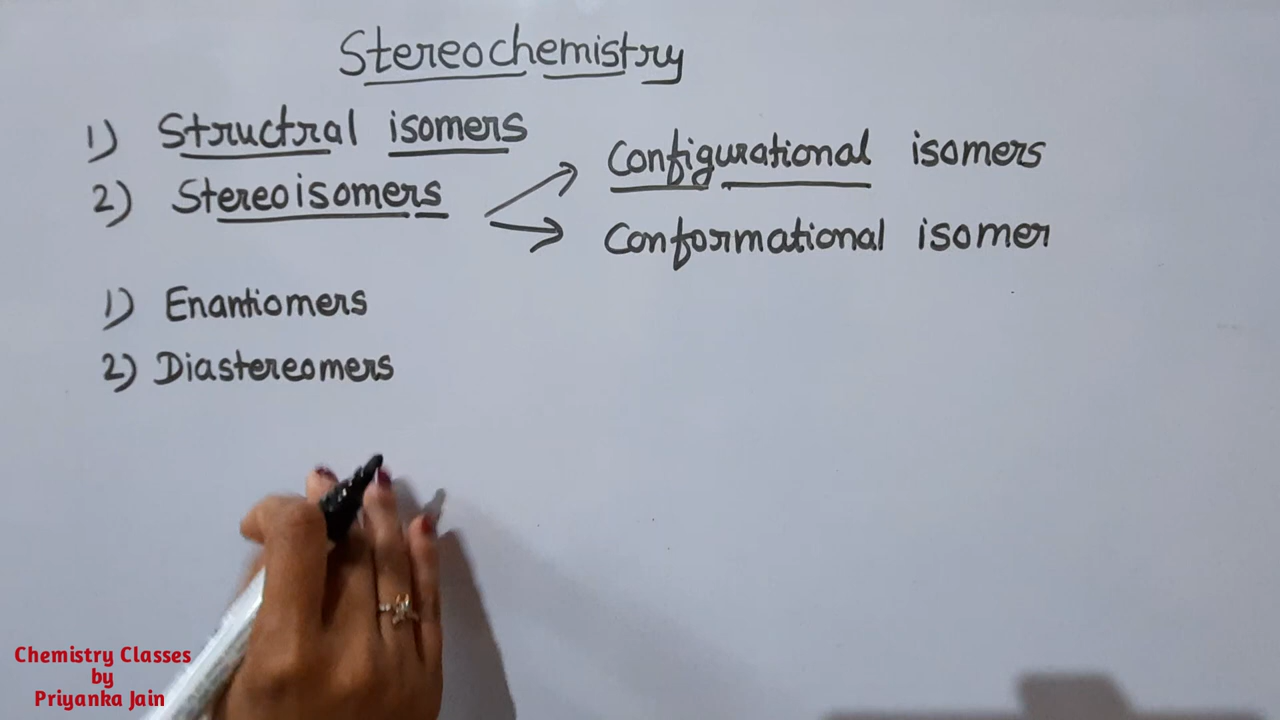 Stereochemistry
1) Structral isomers
2) Stereoisomers
Configurational isomers
Conformational isomer
1) Enantiomers
2) Diastereomers
Chemistry Classes
by
Priyanka Jain